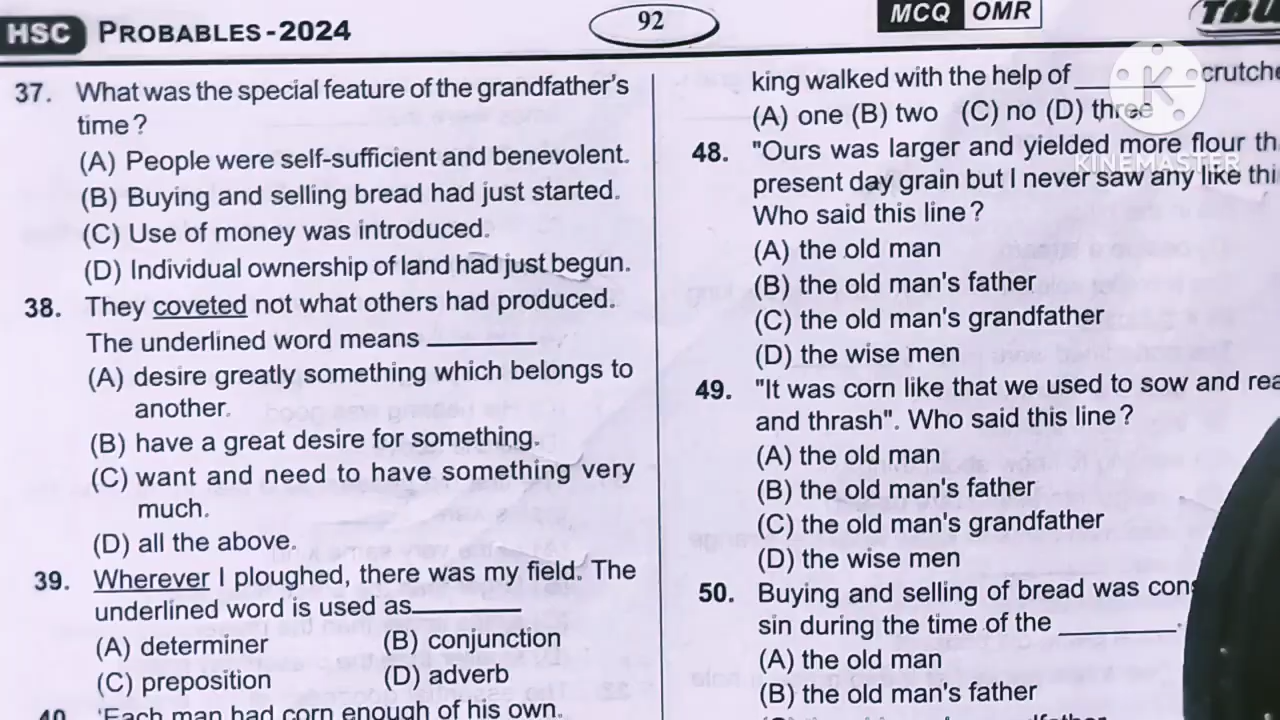 HSC PROBABLES-2024
92
MCQ OMR
37. What was the special feature of the grandfather's
time?
(A) People were self-sufficient and benevolent.
(B) Buying and selling bread had just started.
(C) Use of money was introduced.
(D) Individual ownership of land had just begun.
38. They coveted not what others had produced.
The underlined word means ________
(A) desire greatly something which belongs to
another.
(B) have a great desire for something.
(C) want and need to have something very
much.
(D) all the above.
39. Wherever I ploughed, there was my field. The
underlined word is used as________
(A) determiner (B) conjunction
(C) preposition (D) adverb
40. 'Each man had corn enough of his own.
king walked with the help of ________
(A) one (B) two (C) no (D) three
48. "Ours was larger and yielded more flour
present day grain but I never saw any like
Who said this line?
(A) the old man
(B) the old man's father
(C) the old man's grandfather
(D) the wise men
49. "It was corn like that we used to sow and
and thrash". Who said this line?
(A) the old man
(B) the old man's father
(C) the old man's grandfather
(D) the wise men
50. Buying and selling of bread was
sin during the time of the ________.
(A) the old man
(B) the old man's father
K
KINEMASTER